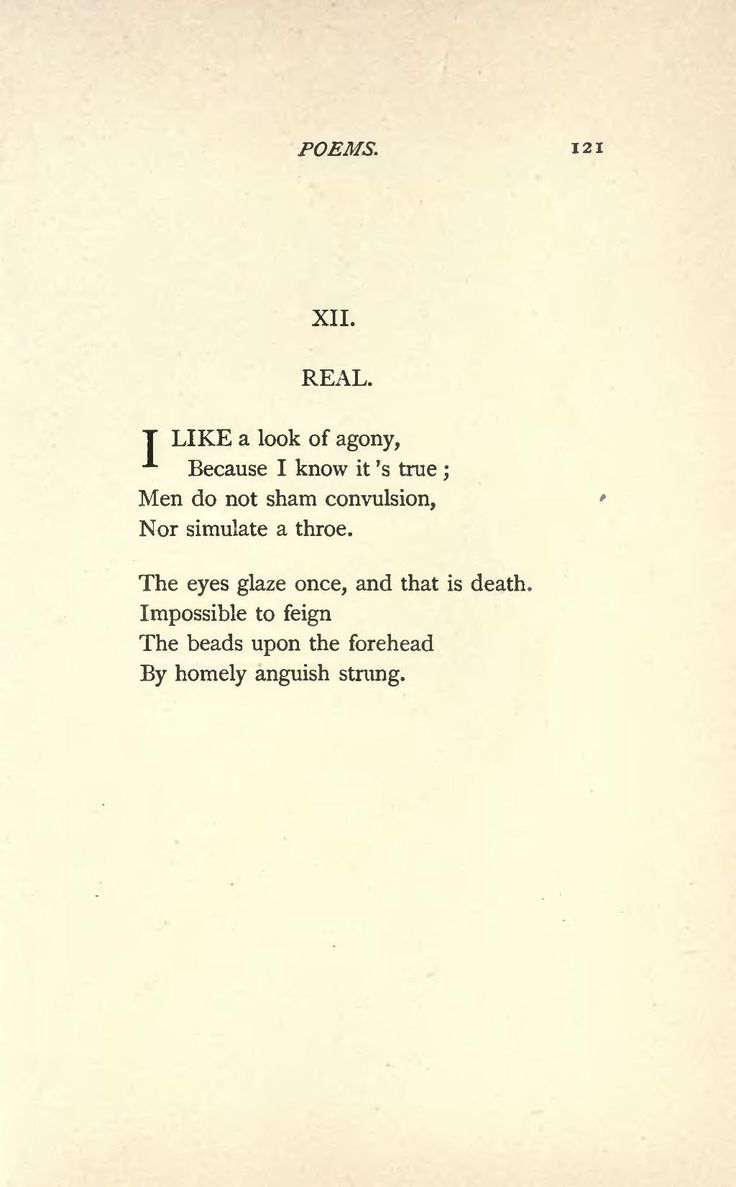 POEMS. 121
XII.
REAL.
I LIKE a look of agony,
Because I know it 's true ;
Men do not sham convulsion,
Nor simulate a throe.
The eyes glaze once, and that is death.
Impossible to feign
The beads upon the forehead
By homely anguish strung.